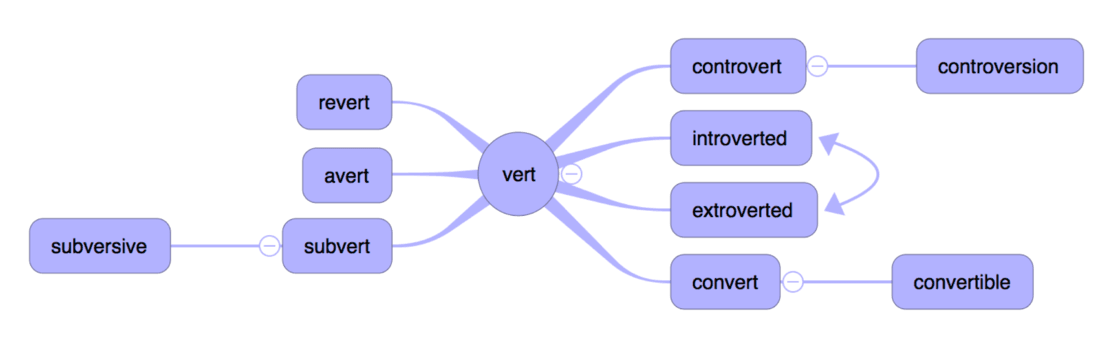 controvert
controversion
revert
introverted
vert
avert
extroverted
subversive
subvert
convert
convertible